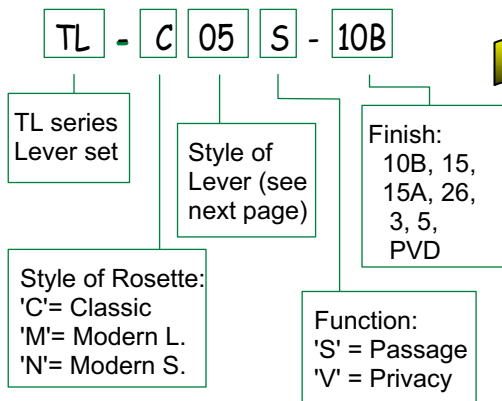 TL - C 05 S - 10B
TL series
Lever set
Style of
Lever (see
next page)
Finish:
10B, 15,
15A, 26,
3, 5,
PVD
Style of Rosette:
'C'= Classic
'M'= Modern L.
'N'= Modern S.
Function:
'S' = Passage
'V' = Privacy